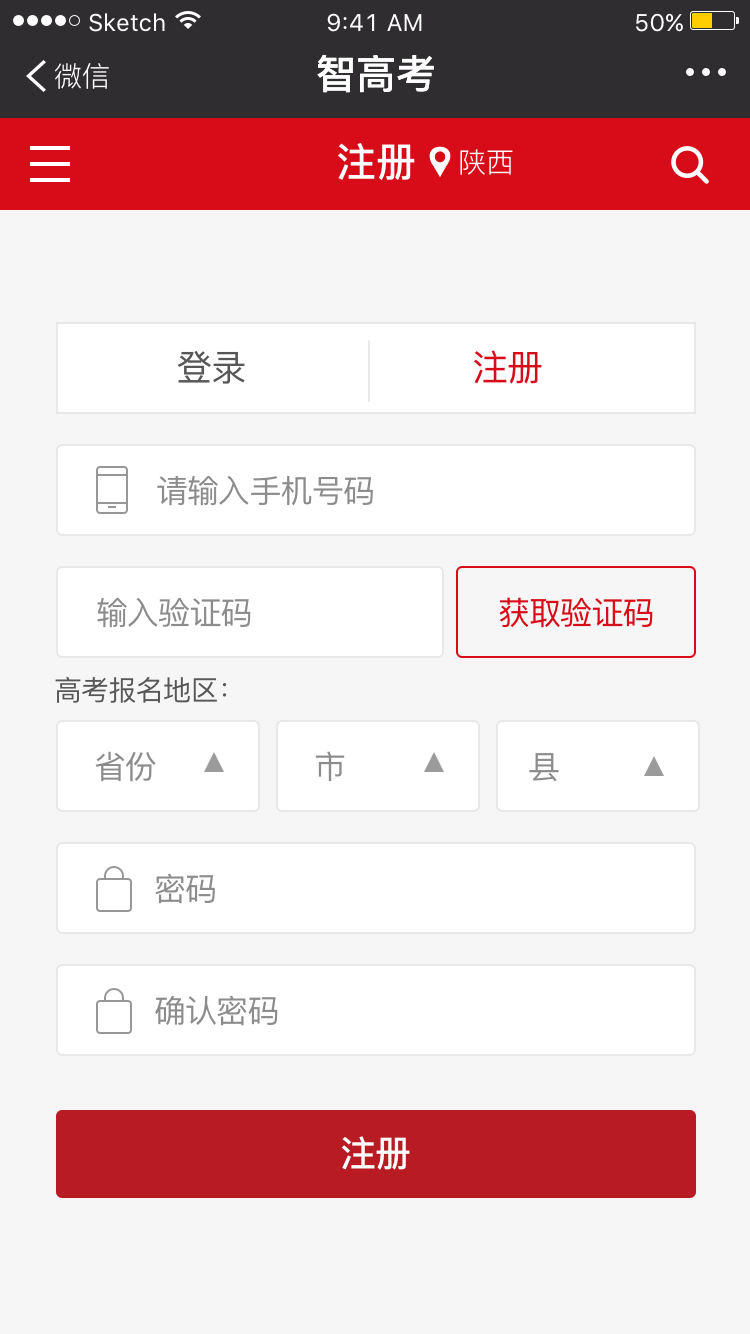 Sketch 9:41 AM 50%
微信 智高考
注册 陕西
登录 注册
请输入手机号码
输入验证码 获取验证码
高考报名地区：
省份 市 县
密码
确认密码
注册